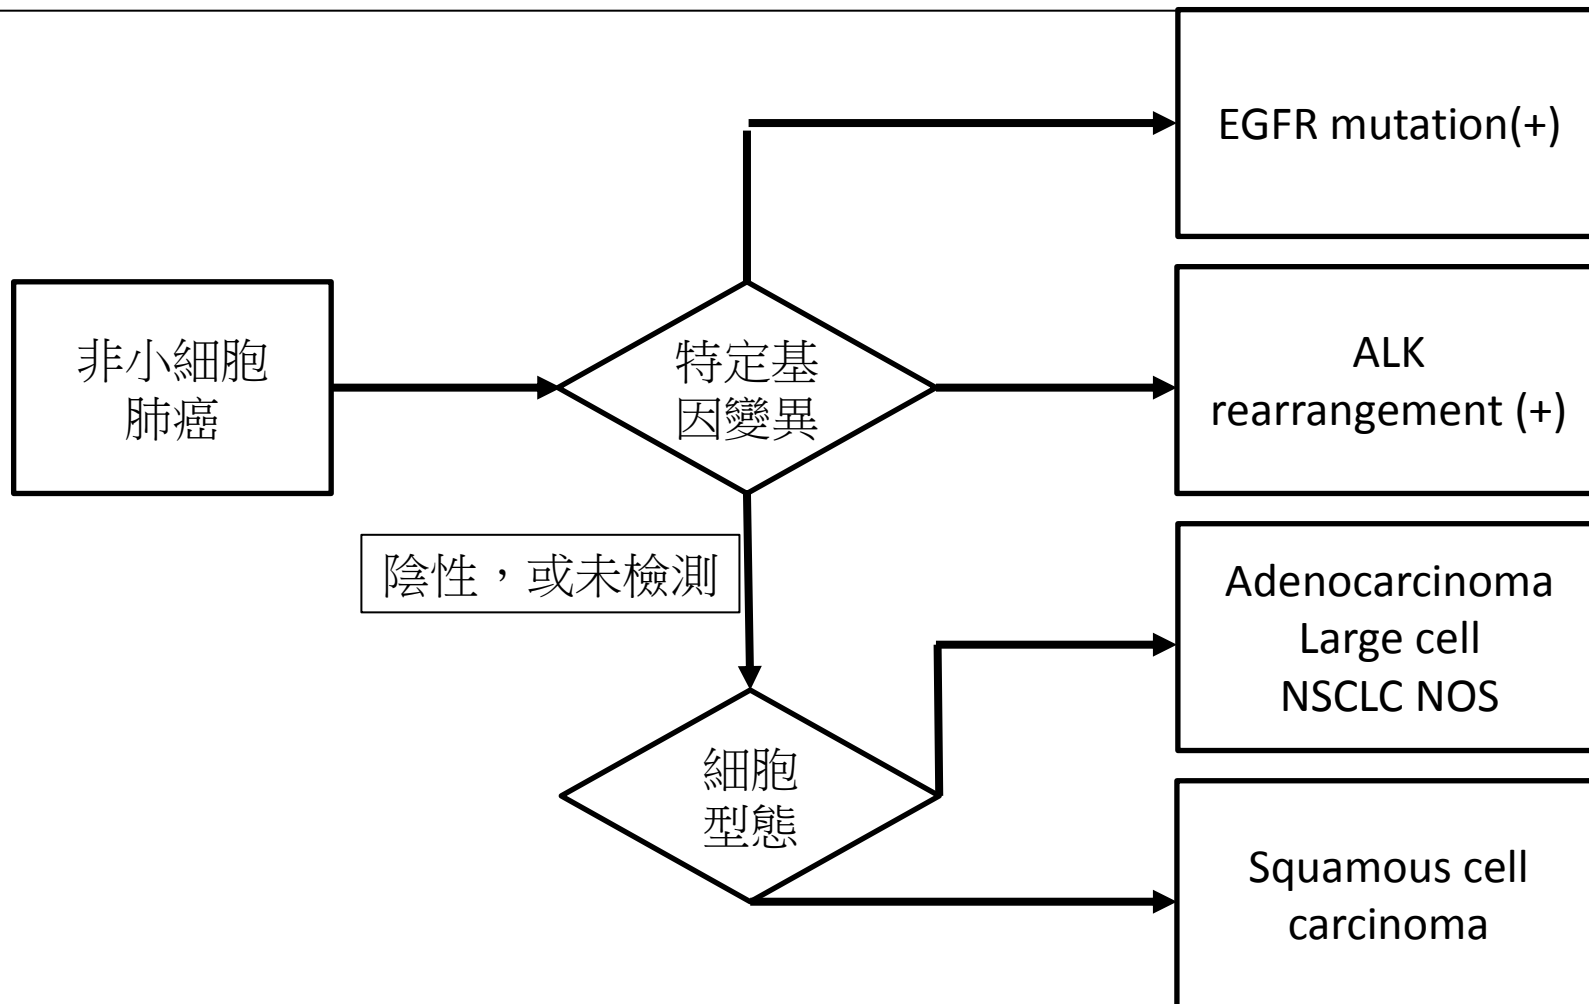 EGFR mutation(+)
非小細胞
肺癌
特定基
因變異
ALK
rearrangement (+)
陰性，或未檢測
Adenocarcinoma
Large cell
NSCLC NOS
細胞
型態
Squamous cell
carcinoma